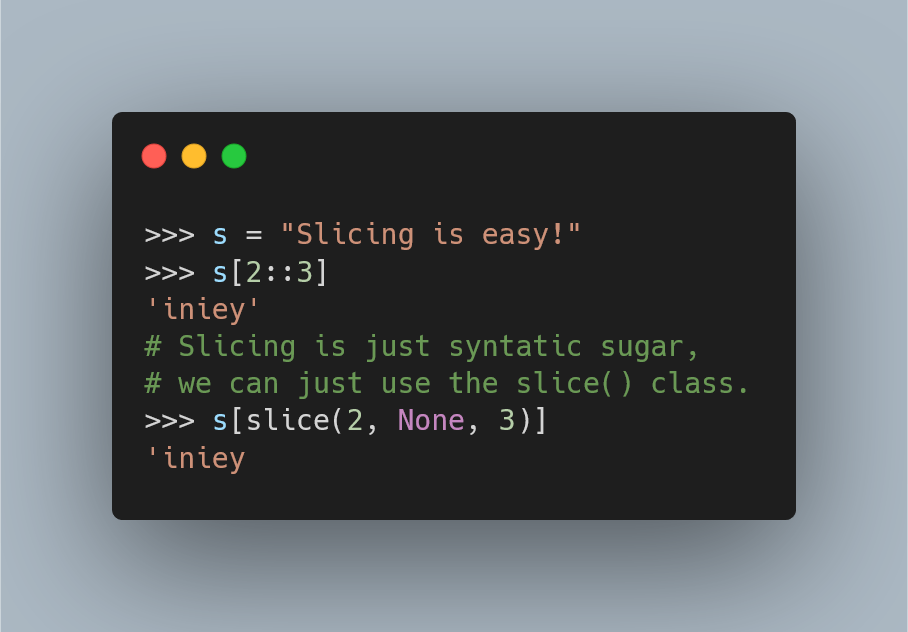 >>> s = "Slicing is easy!"
>>> s[2::3]
'iniey'
# Slicing is just syntatic sugar,
# we can just use the slice() class.
>>> s[slice(2, None, 3)]
'iniey